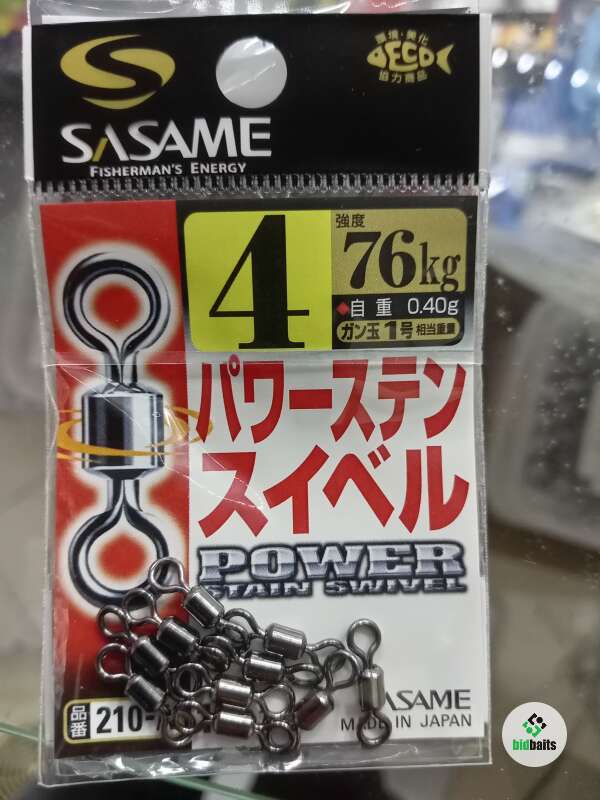 環境・美化
ECO
協力商品
SASAME
FISHERMAN'S ENERGY
4
強度
76kg
◆自重 0.40g
ガン玉1号相当重量
パワーステン
スイベル
POWER
STAIN SWIVEL
品番 210-
SASAME
MADE IN JAPAN
bidbaits